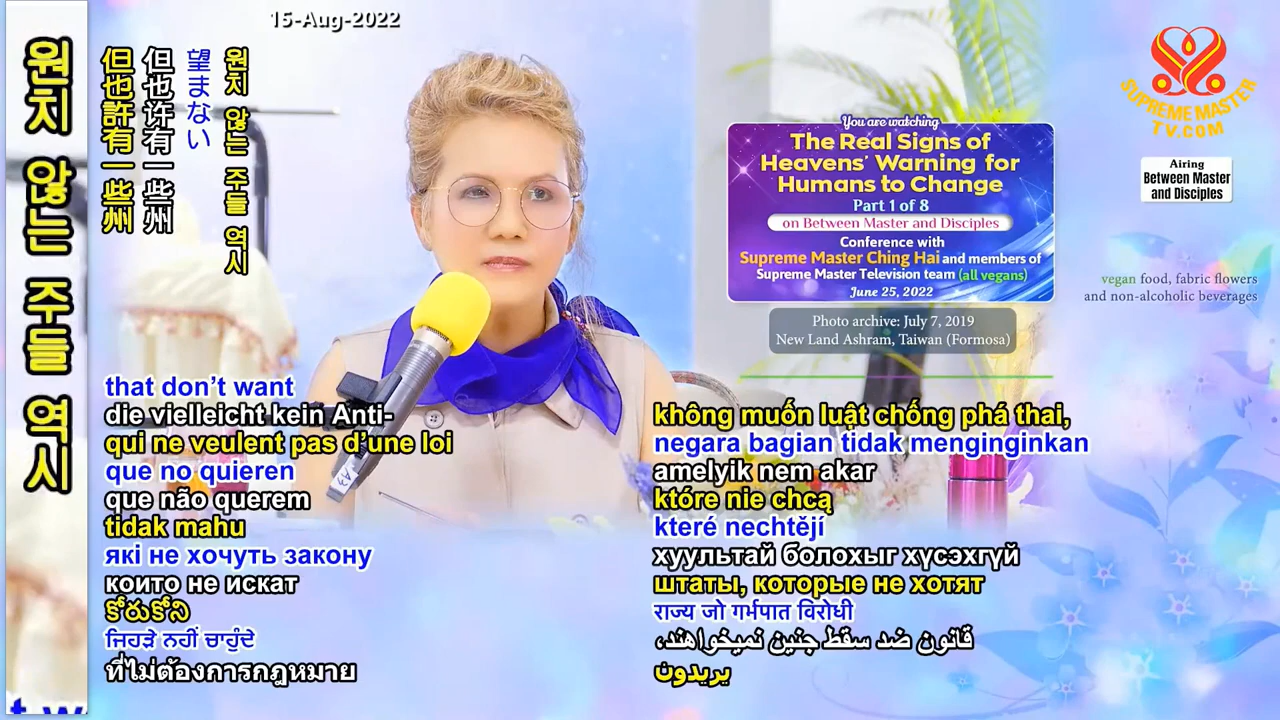 15-Aug-2022
원치 않는 주들 역시
但也許有一些州
但也许有一些州
望まない
원치 않는 주들 역시
SUPREME MASTER
TV.COM
Airing
Between Master
and Disciples
You are watching
The Real Signs of
Heavens' Warning for
Humans to Change
Part 1 of 8
on Between Master and Disciples
Conference with
Supreme Master Ching Hai and members of
Supreme Master Television team (all vegans)
June 25, 2022
Photo archive: July 7, 2019
New Land Ashram, Taiwan (Formosa)
vegan food, fabric flowers
and non-alcoholic beverages
that don't want
die vielleicht kein Anti-
qui ne veulent pas d'une loi
que no quieren
que não querem
tidak mahu
які не хочуть закону
които не искат
కోరుకోని
ਜਿਹੜੇ ਨਹੀਂ ਚਾਹੁੰਦੇ
ที่ไม่ต้องการกฎหมาย
không muốn luật chống phá thai,
negara bagian tidak menginginkan
amelyik nem akar
które nie chcą
které nechtějí
хуультай болохыг хүсэхгүй
штаты, которые не хотят
राज्य जो गर्भपात विरोधी
قانون ضد سقط جنین نمیخواهند،
يريدون